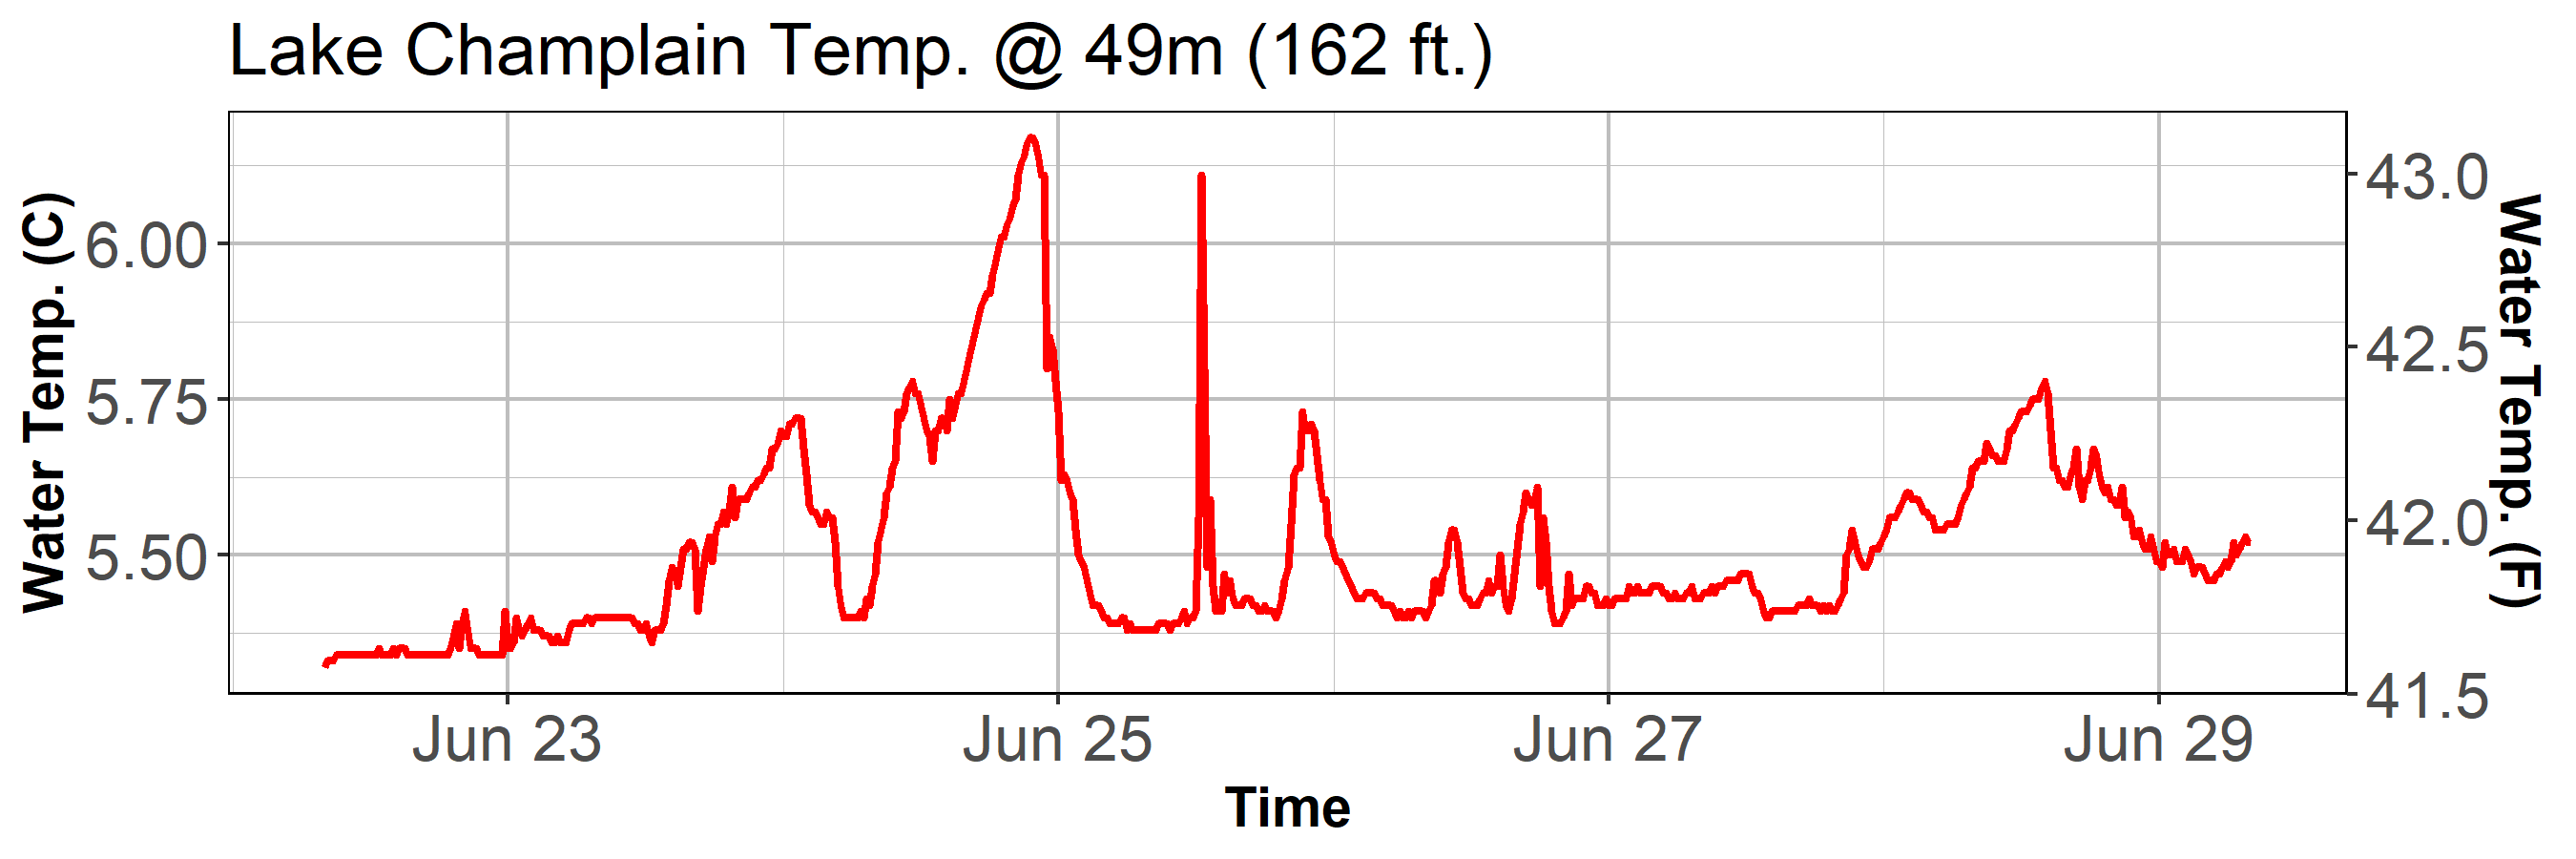 Lake Champlain Temp. @ 49m (162 ft.)
Water Temp. (C)
6.00
5.75
5.50
43.0
42.5
42.0
41.5
Water Temp. (F)
Jun 23
Jun 25
Jun 27
Jun 29
Time